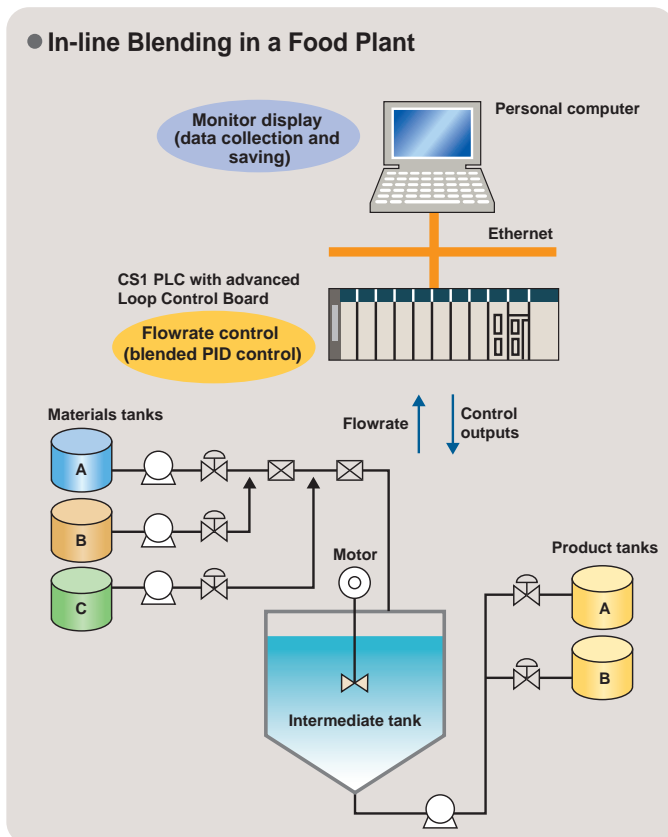 In-line Blending in a Food Plant
Monitor display
(data collection and
saving)
Personal computer
Ethernet
CS1 PLC with advanced
Loop Control Board
Flowrate control
(blended PID control)
Flowrate
Control
outputs
Materials tanks
A
B
C
Motor
Intermediate tank
Product tanks
A
B